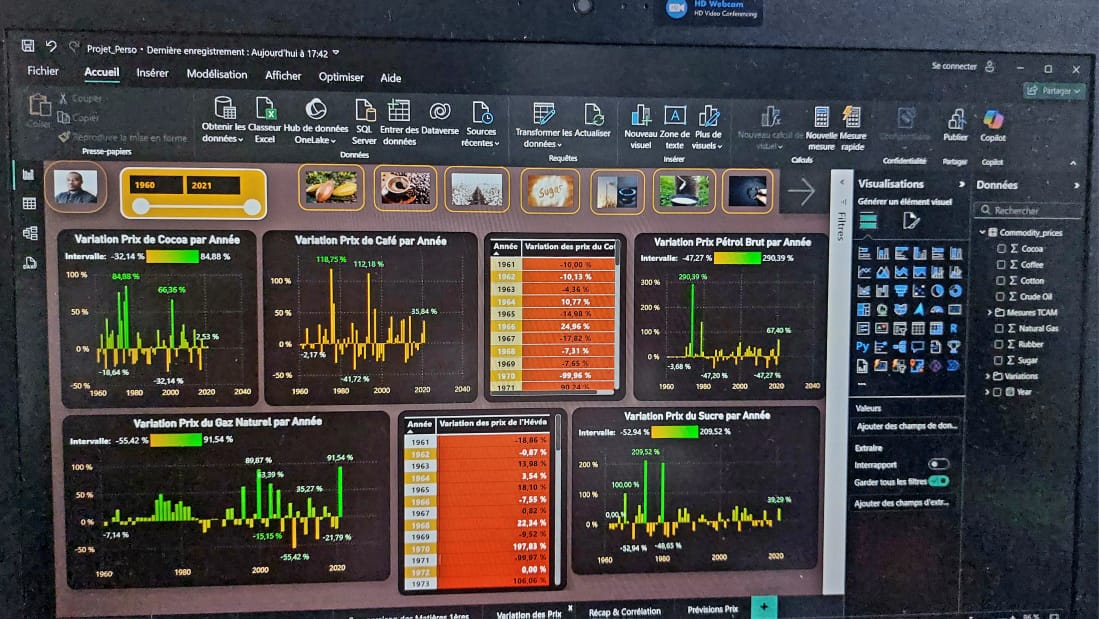 HD Webcam
HD Video Conferencing
Projet_Perso • Dernière enregistrement : Aujourd'hui à 17:42
Se connecter
Fichier Accueil Insérer Modélisation Afficher Optimiser Aide
Partager
Couper
Copier
Coller
Reproduire la mise en forme
Presse-papiers
Obtenir les données
Classeur Excel
Hub de données OneLake
SQL Server
Entrer des données
Dataverse
Sources récentes
Données
Transformer les données
Actualiser
Requêtes
Nouveau visuel
Zone de texte
Plus de visuels
Insérer
Nouveau calcul de visuel
Nouvelle mesure
Mesure rapide
Calculs
Confidentialité
Publier
Partager
Copilot
Copilot
1960 2021
Sugar
Variation Prix de Cocoa par Année
Intervalle: -32,14 % 84,88 %
100 %
50 %
0 %
-50 %
84,88 %
66,36 %
2,53 %
-18,64 %
-32,14 %
1960 1980 2000 2020 2040
Variation Prix de Café par Année
118,75 %
112,18 %
35,84 %
100 %
50 %
0 %
-50 %
-2,17 %
-41,72 %
1960 1980 2000 2020 2040
Année Variation des prix du Cot
1961 -10,00 %
1962 -10,13 %
1963 -4,36 %
1964 10,77 %
1965 -14,98 %
1966 24,96 %
1967 -17,82 %
1968 -7,31 %
1969 -7,65 %
1970 -99,96 %
1971 90,24 %
Variation Prix Pétrol Brut par Année
Intervalle: -47,27 % 290,39 %
300 %
200 %
100 %
0 %
290,39 %
67,40 %
-3,68 %
-47,20 %
-47,27 %
1960 1980 2000 2020 2040
Variation Prix du Gaz Naturel par Année
Intervalle: -55,42 % 91,54 %
100 %
50 %
0 %
-50 %
89,87 %
91,54 %
35,27 %
-7,14 %
-15,15 %
-55,42 %
-21,79 %
1960 1980 2000 2020
Année Variation des prix de l'Hévéa
1961 -18,66 %
1962 -0,87 %
1963 13,98 %
1964 3,54 %
1965 18,10 %
1966 -7,55 %
1967 0,82 %
1968 22,34 %
1969 -9,52 %
1970 197,83 %
1971 -99,97 %
1972 0,00 %
1973 106,06 %
Variation Prix du Sucre par Année
Intervalle: -52,94 % 209,52 %
200 %
100 %
0 %
209,52 %
100,00 %
0,00 %
39,29 %
-52,94 %
-48,65 %
1960 1980 2000 2020
Filtres
Visualisations
Générer un élément visuel
Valeurs
Ajouter des champs de don...
Extraire
Interrapport
Garder tous les filtres
Ajouter des champs d'extr...
Données
Rechercher
Commodity_prices
Cocoa
Coffee
Cotton
Crude Oil
Mesures TCAM
Natural Gas
Rubber
Sugar
Variations
Year
Variation des Prix
Récap & Corrélation
Prévisions Prix